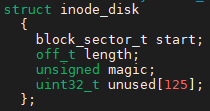 struct inode_disk
  {
    block_sector_t start;
    off_t length;
    unsigned magic;
    uint32_t unused[125];
  };